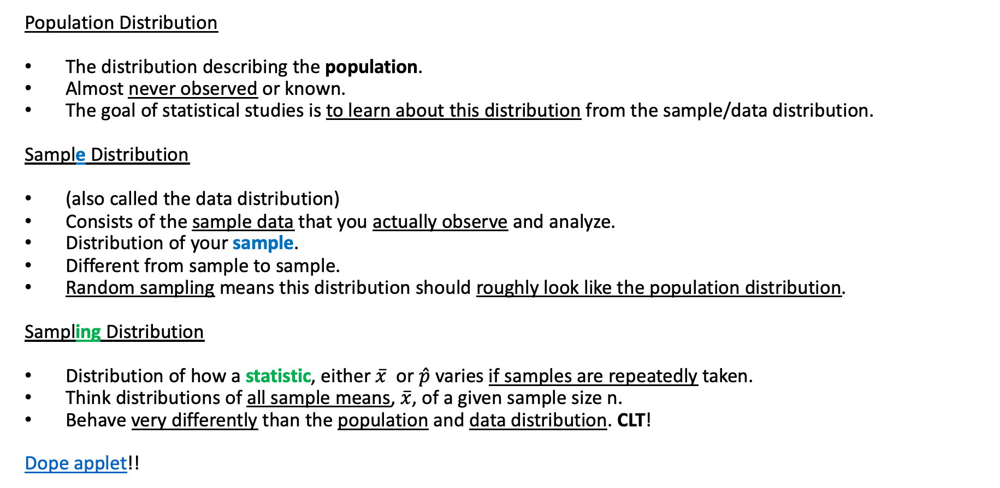 Population Distribution
• The distribution describing the population.
• Almost never observed or known.
• The goal of statistical studies is to learn about this distribution from the sample/data distribution.
Sample Distribution
• (also called the data distribution)
• Consists of the sample data that you actually observe and analyze.
• Distribution of your sample.
• Different from sample to sample.
• Random sampling means this distribution should roughly look like the population distribution.
Sampling Distribution
• Distribution of how a statistic, either x̄ or p̂ varies if samples are repeatedly taken.
• Think distributions of all sample means, x̄, of a given sample size n.
• Behave very differently than the population and data distribution. CLT!
Dope applet!!